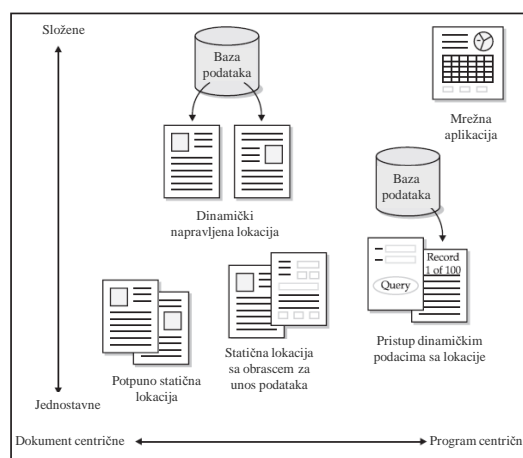 Složene
Baza
podataka
Mrežna
aplikacija
Baza
podataka
Dinamički
napravljena lokacija
Record
1 of 100
Query
Statična lokacija
sa obrascem za
unos podataka
Pristup dinamičkim
podacima sa lokacije
Potpuno statična
lokacija
Jednostavne
Dokument centrične
Program centričn